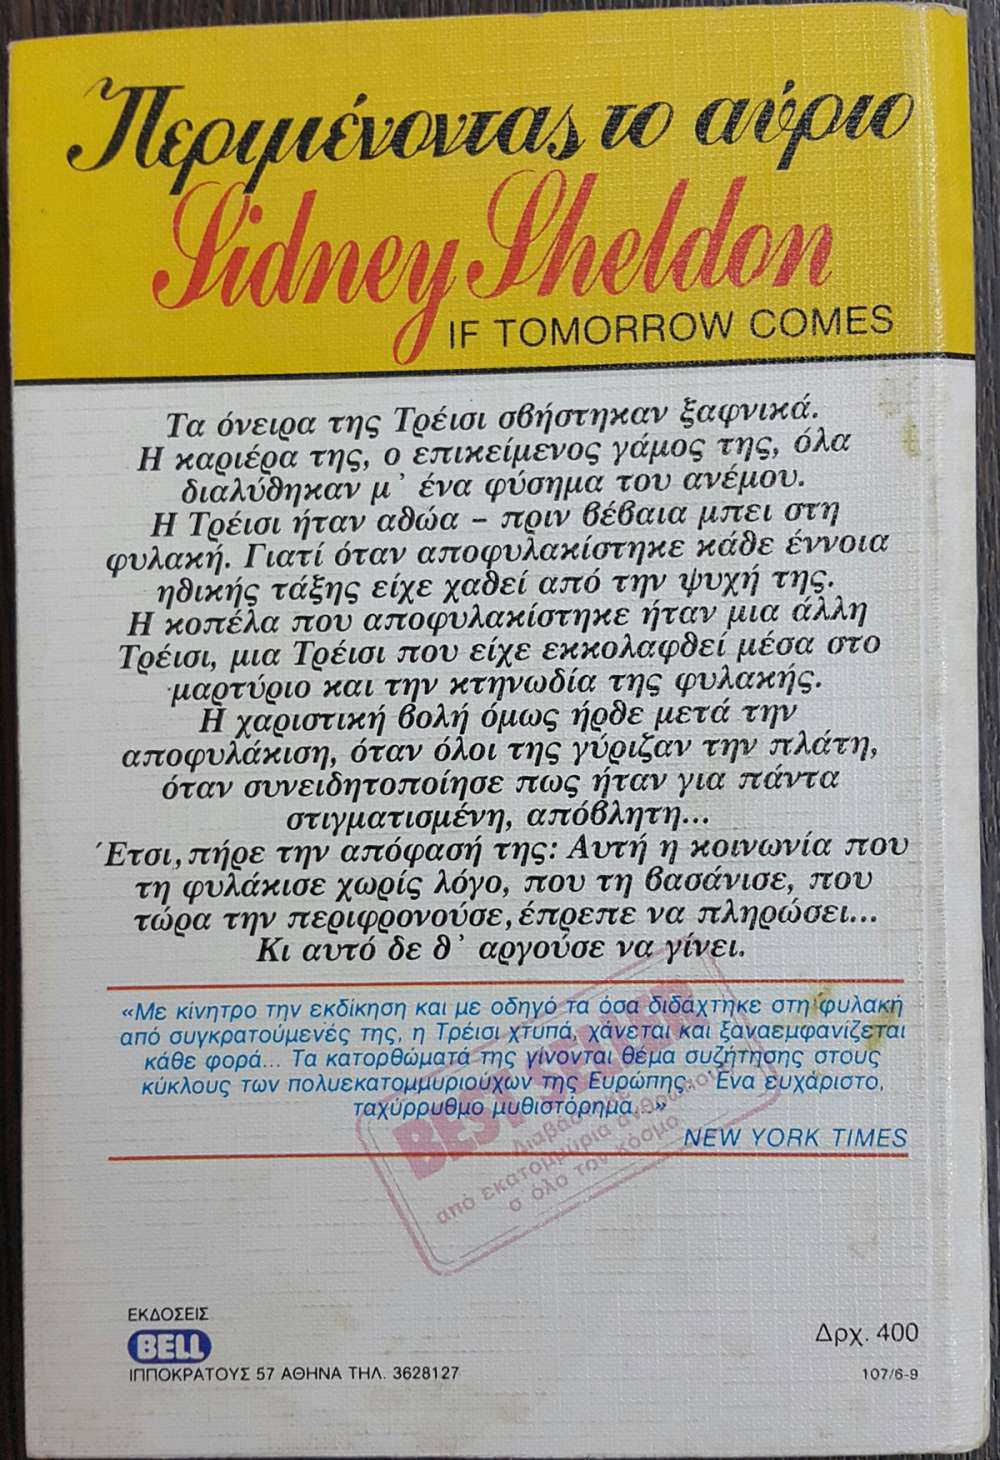 Περιμένοντας το αύριο
Sidney Sheldon
IF TOMORROW COMES
Τα όνειρα της Τρέισι σβήστηκαν ξαφνικά.
Η καριέρα της, ο επικείμενος γάμος της, όλα
διαλύθηκαν μ' ένα φύσημα του ανέμου.
Η Τρέισι ήταν αθώα – πριν βέβαια μπει στη
φυλακή. Γιατί όταν αποφυλακίστηκε κάθε έννοια
ηθικής τάξης είχε χαθεί από την ψυχή της.
Η κοπέλα που αποφυλακίστηκε ήταν μια άλλη
Τρέισι, μια Τρέισι που είχε εκκολαφθεί μέσα στο
μαρτύριο και την κτηνωδία της φυλακής.
Η χαριστική βολή όμως ήρθε μετά την
αποφυλάκιση, όταν όλοι της γύριζαν την πλάτη,
όταν συνειδητοποίησε πως ήταν για πάντα
στιγματισμένη, απόβλητη...
Έτσι, πήρε την απόφασή της: Αυτή η κοινωνία που
τη φυλάκισε χωρίς λόγο, που τη βασάνισε, που
τώρα την περιφρονούσε, έπρεπε να πληρώσει...
Κι αυτό δε θ' αργούσε να γίνει.
«Με κίνητρο την εκδίκηση και με οδηγό τα όσα διδάχτηκε στη φυλακή
από συγκρατούμενές της, η Τρέισι χτυπά, χάνεται και ξαναεμφανίζεται
κάθε φορά... Τα κατορθώματά της γίνονται θέμα συζήτησης στους
κύκλους των πολυεκατομμυριούχων της Ευρώπης... Ένα ευχάριστο,
ταχύρρυθμο μυθιστόρημα...»
NEW YORK TIMES
BEST SELLER
Διαβάστηκε
από εκατομμύρια ανθρώπους
σ' όλο τον κόσμο
ΕΚΔΟΣΕΙΣ
BELL
ΙΠΠΟΚΡΑΤΟΥΣ 57 ΑΘΗΝΑ ΤΗΛ. 3628127
Δρχ. 400
107/6-9